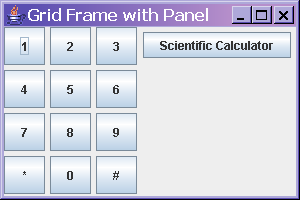 Grid Frame with Panel
1 2 3 Scientific Calculator
4 5 6
7 8 9
* 0 #